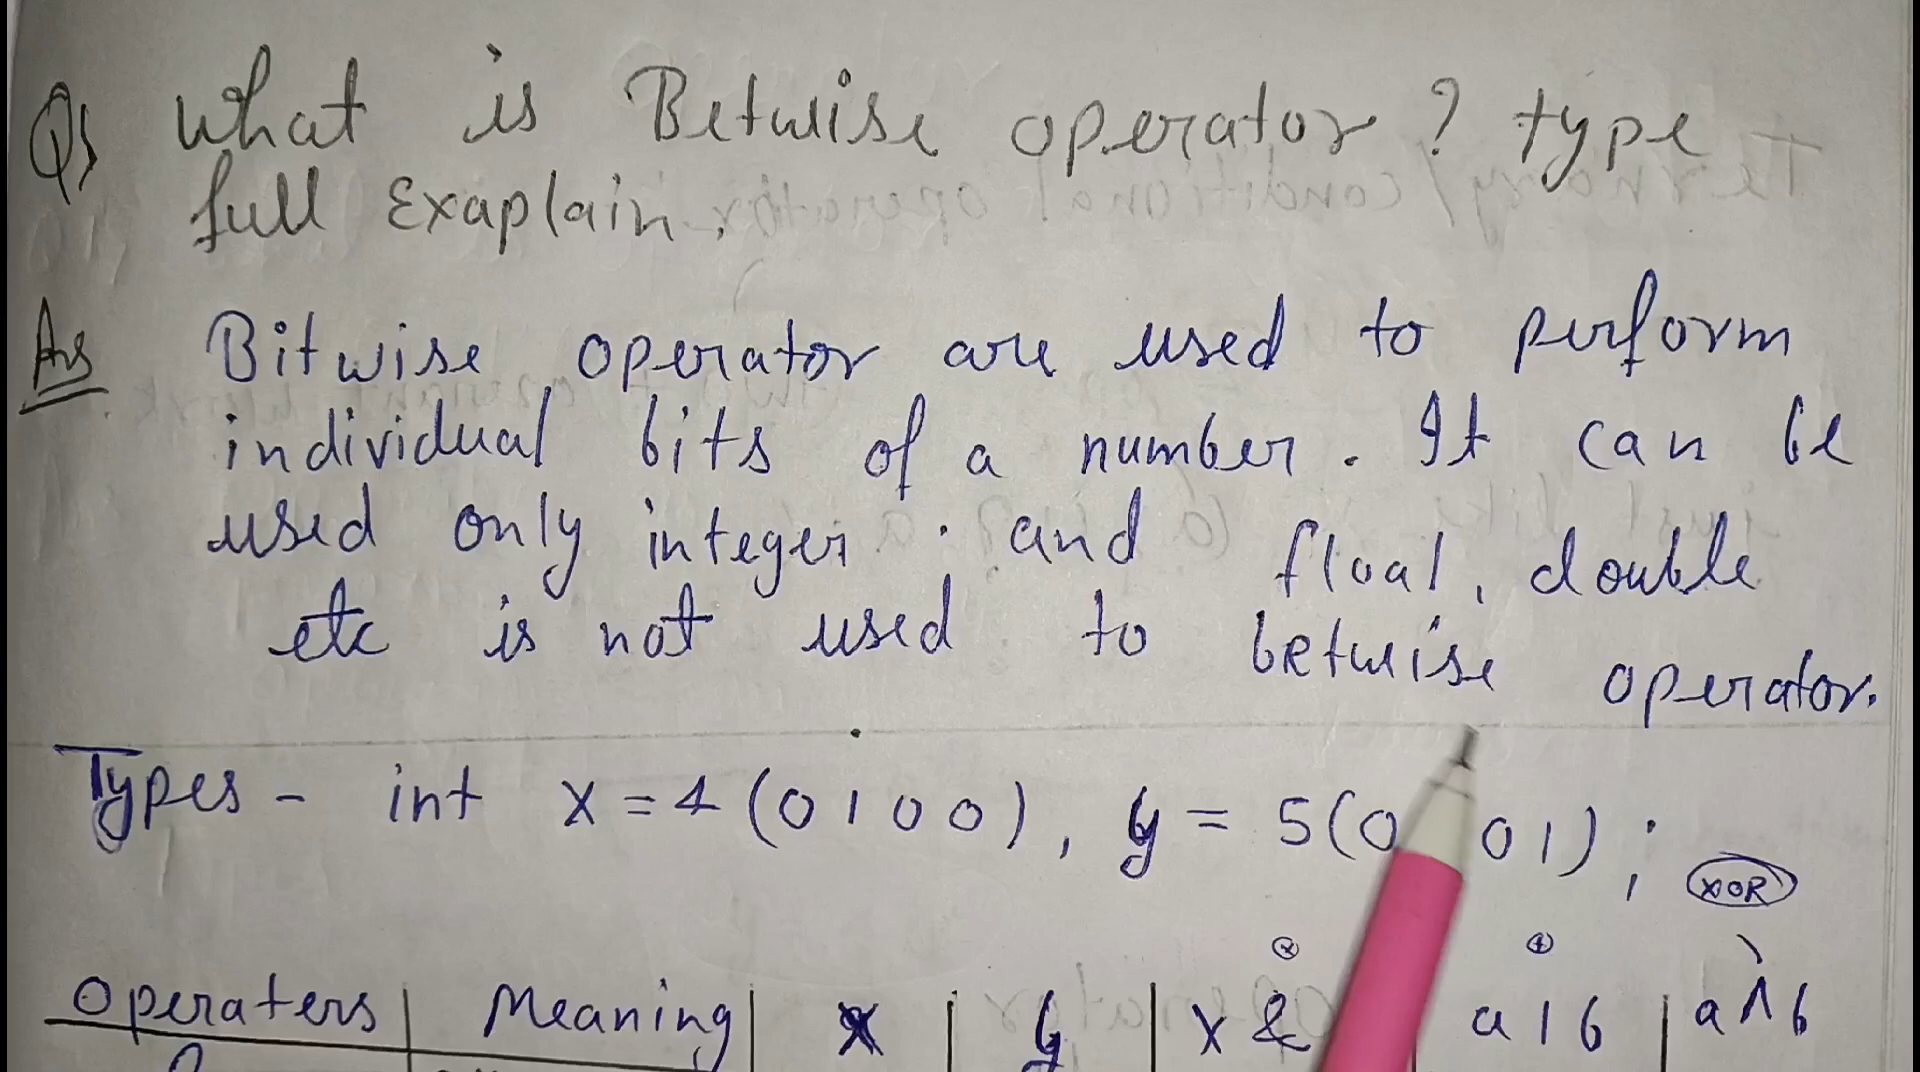 Q5 What is Betwise operator? type
full Exaplain.
Ans Bitwise operator are used to perform
individual bits of a number. It can be
used only integer. and float, double
etc is not used to betwise operator.
Types - int x = 4 (0100), y = 5(0 01);
XOR
Operaters | Meaning | x | y | x & | a | b | a ^ b